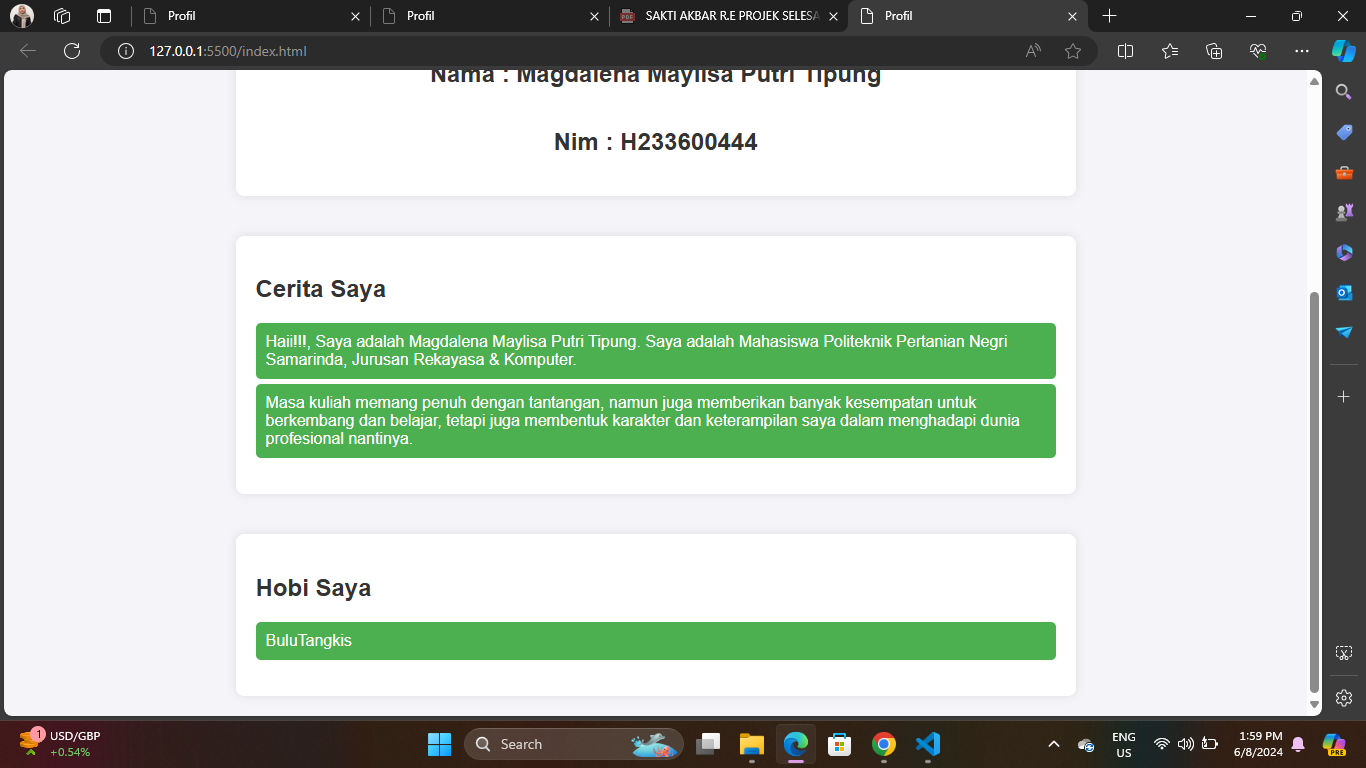 Profil
Profil
SAKTI AKBAR R.E PROJEK SELESA
Profil
127.0.0.1:5500/index.html
Nama : Magdalena Maylisa Putri Tipung
Nim : H233600444
Cerita Saya
Haii!!!, Saya adalah Magdalena Maylisa Putri Tipung. Saya adalah Mahasiswa Politeknik Pertanian Negri
Samarinda, Jurusan Rekayasa & Komputer.
Masa kuliah memang penuh dengan tantangan, namun juga memberikan banyak kesempatan untuk
berkembang dan belajar, tetapi juga membentuk karakter dan keterampilan saya dalam menghadapi dunia
profesional nantinya.
Hobi Saya
BuluTangkis
1
USD/GBP
+0.54%
Search
ENG
US
1:59 PM
6/8/2024
PRE